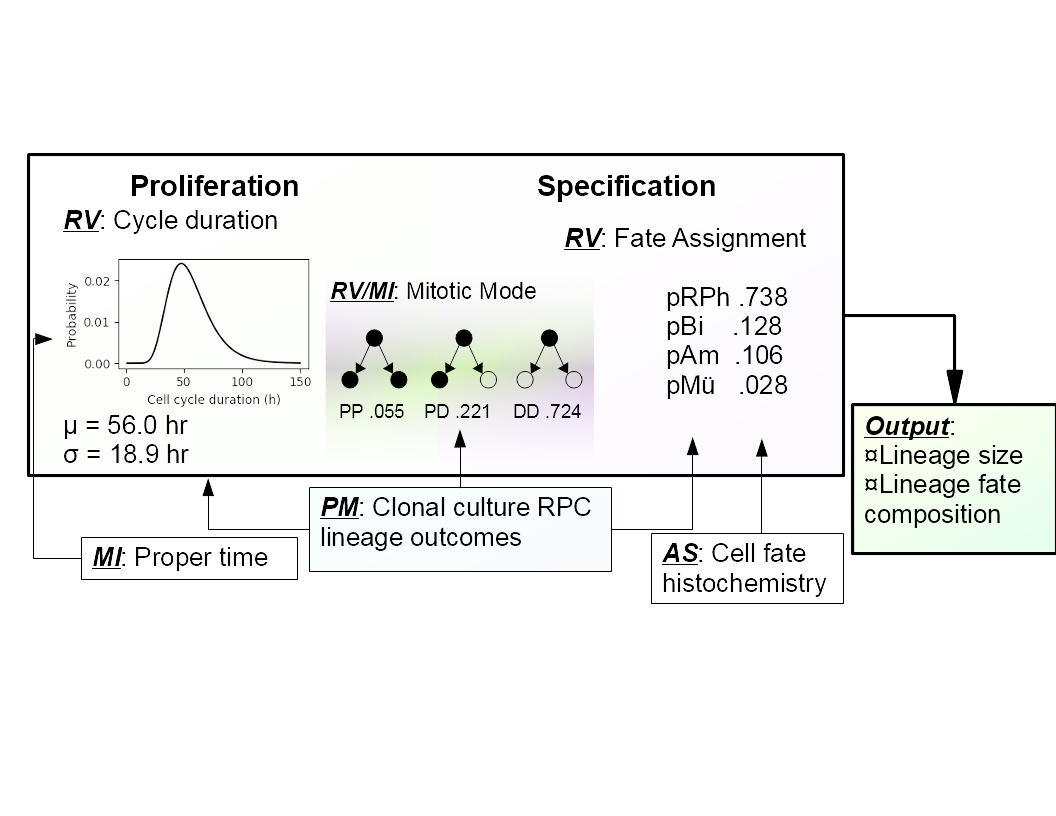 Proliferation
RV: Cycle duration
Probability
0.02
0.01
0.00
0 50 100 150
Cell cycle duration (h)
µ = 56.0 hr
σ = 18.9 hr
RV/MI: Mitotic Mode
PP .055 PD .221 DD .724
Specification
RV: Fate Assignment
pRPh .738
pBi .128
pAm .106
pMü .028
MI: Proper time
PM: Clonal culture RPC
lineage outcomes
AS: Cell fate
histochemistry
Output:
¤Lineage size
¤Lineage fate
composition